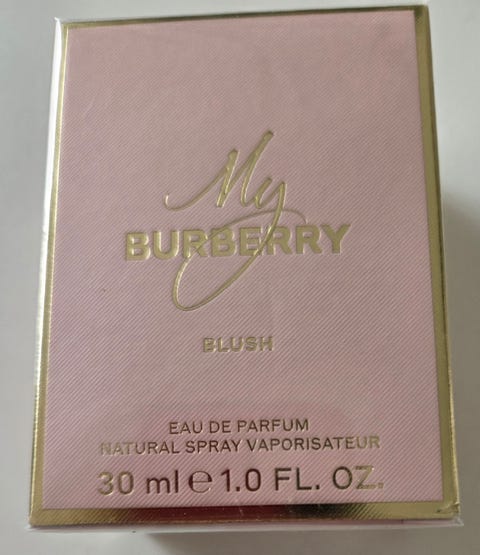 My
BURBERRY
BLUSH
EAU DE PARFUM
NATURAL SPRAY VAPORISATEUR
30 ml ℮ 1.0 FL. OZ.